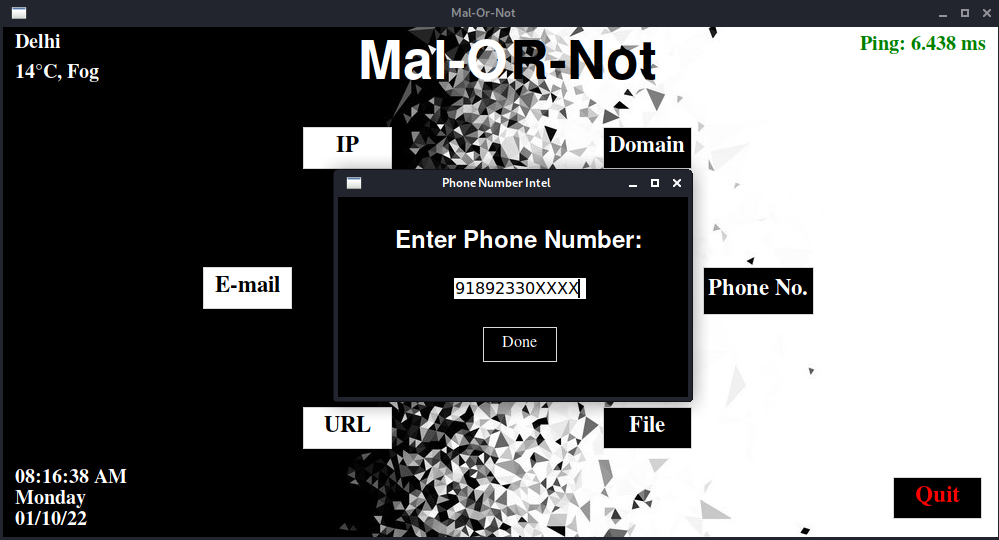 Mal-Or-Not
Delhi
14°C, Fog
Mal-OR-Not
Ping: 6.438 ms
IP
Domain
Phone Number Intel
Enter Phone Number:
91892330XXXX
Done
E-mail
Phone No.
URL
File
08:16:38 AM
Monday
01/10/22
Quit